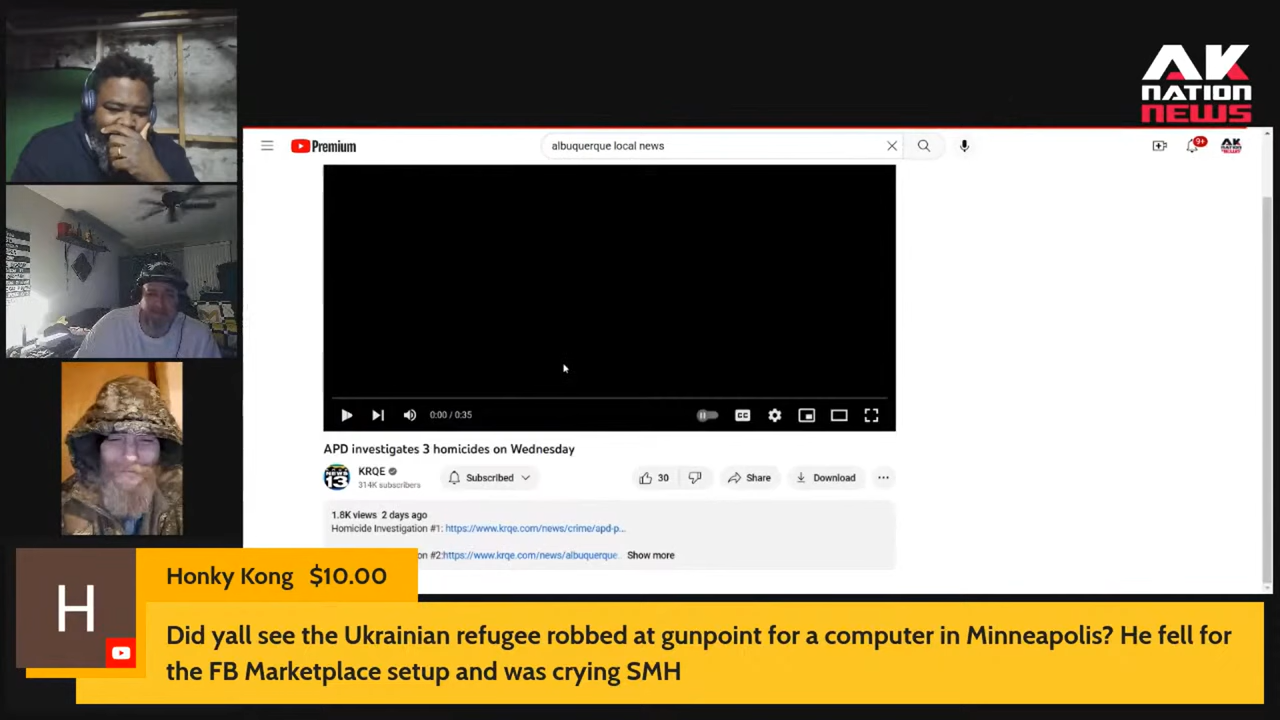 AK
NATION
NEWS
Premium
albuquerque local news
9+
0:00 / 0:35
CC
APD investigates 3 homicides on Wednesday
NEWS
13
KRQE
314K subscribers
Subscribed
30
Share
Download
1.8K views 2 days ago
Homicide Investigation #1: https://www.krqe.com/news/crime/apd-p...
on #2:https://www.krqe.com/news/albuquerque... Show more
H
Honky Kong $10.00
Did yall see the Ukrainian refugee robbed at gunpoint for a computer in Minneapolis? He fell for
the FB Marketplace setup and was crying SMH